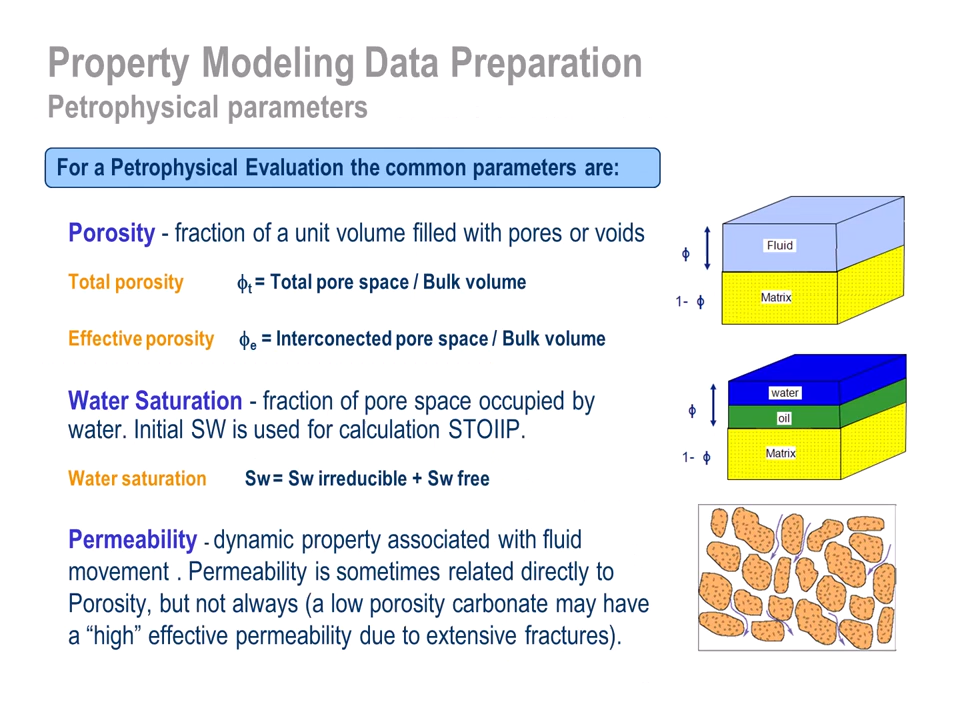 Property Modeling Data Preparation
Petrophysical parameters
For a Petrophysical Evaluation the common parameters are:
Porosity - fraction of a unit volume filled with pores or voids
Total porosity ϕt = Total pore space / Bulk volume
Effective porosity ϕe = Interconected pore space / Bulk volume
Water Saturation - fraction of pore space occupied by
water. Initial SW is used for calculation STOIIP.
Water saturation Sw = Sw irreducible + Sw free
Permeability - dynamic property associated with fluid
movement . Permeability is sometimes related directly to
Porosity, but not always (a low porosity carbonate may have
a “high” effective permeability due to extensive fractures).
Fluid
ϕ
Matrix
1- ϕ
water
ϕ
oil
Matrix
1- ϕ